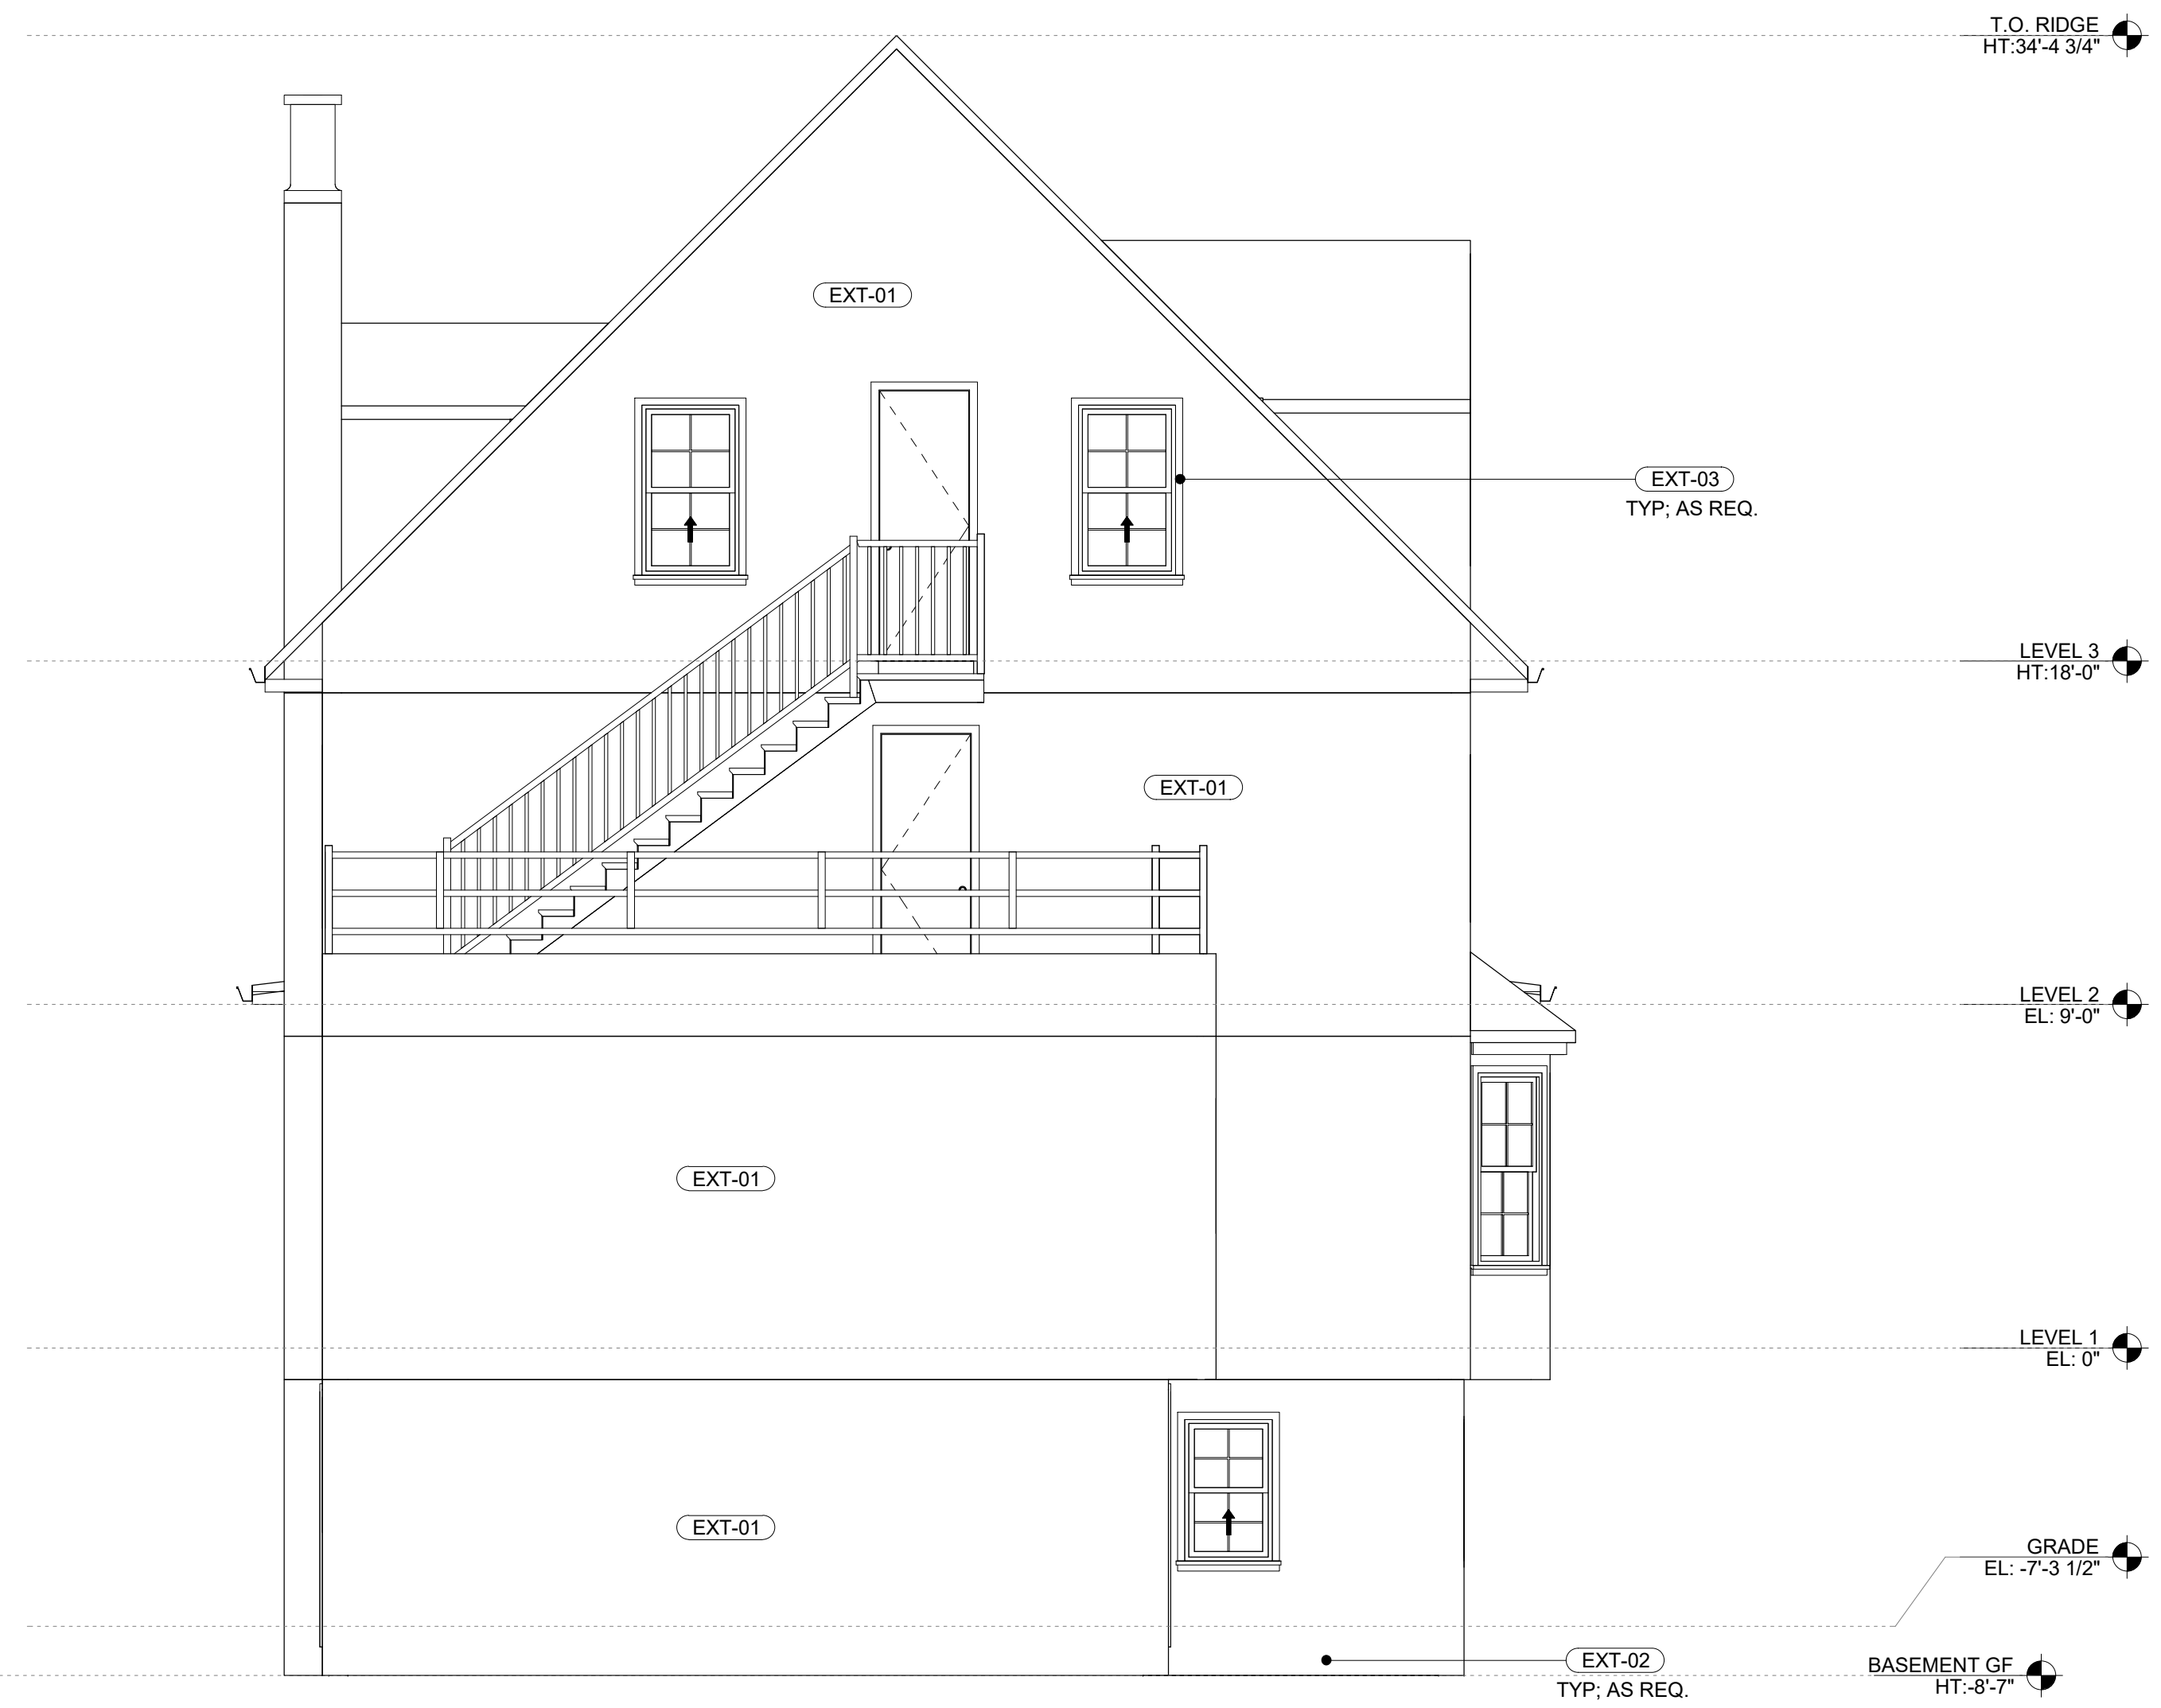 T.O. RIDGE
HT:34'-4 3/4"
EXT-01
EXT-03
TYP; AS REQ.
LEVEL 3
HT:18'-0"
EXT-01
LEVEL 2
EL: 9'-0"
EXT-01
LEVEL 1
EL: 0"
EXT-01
GRADE
EL: -7'-3 1/2"
EXT-02
TYP; AS REQ.
BASEMENT GF
HT:-8'-7"